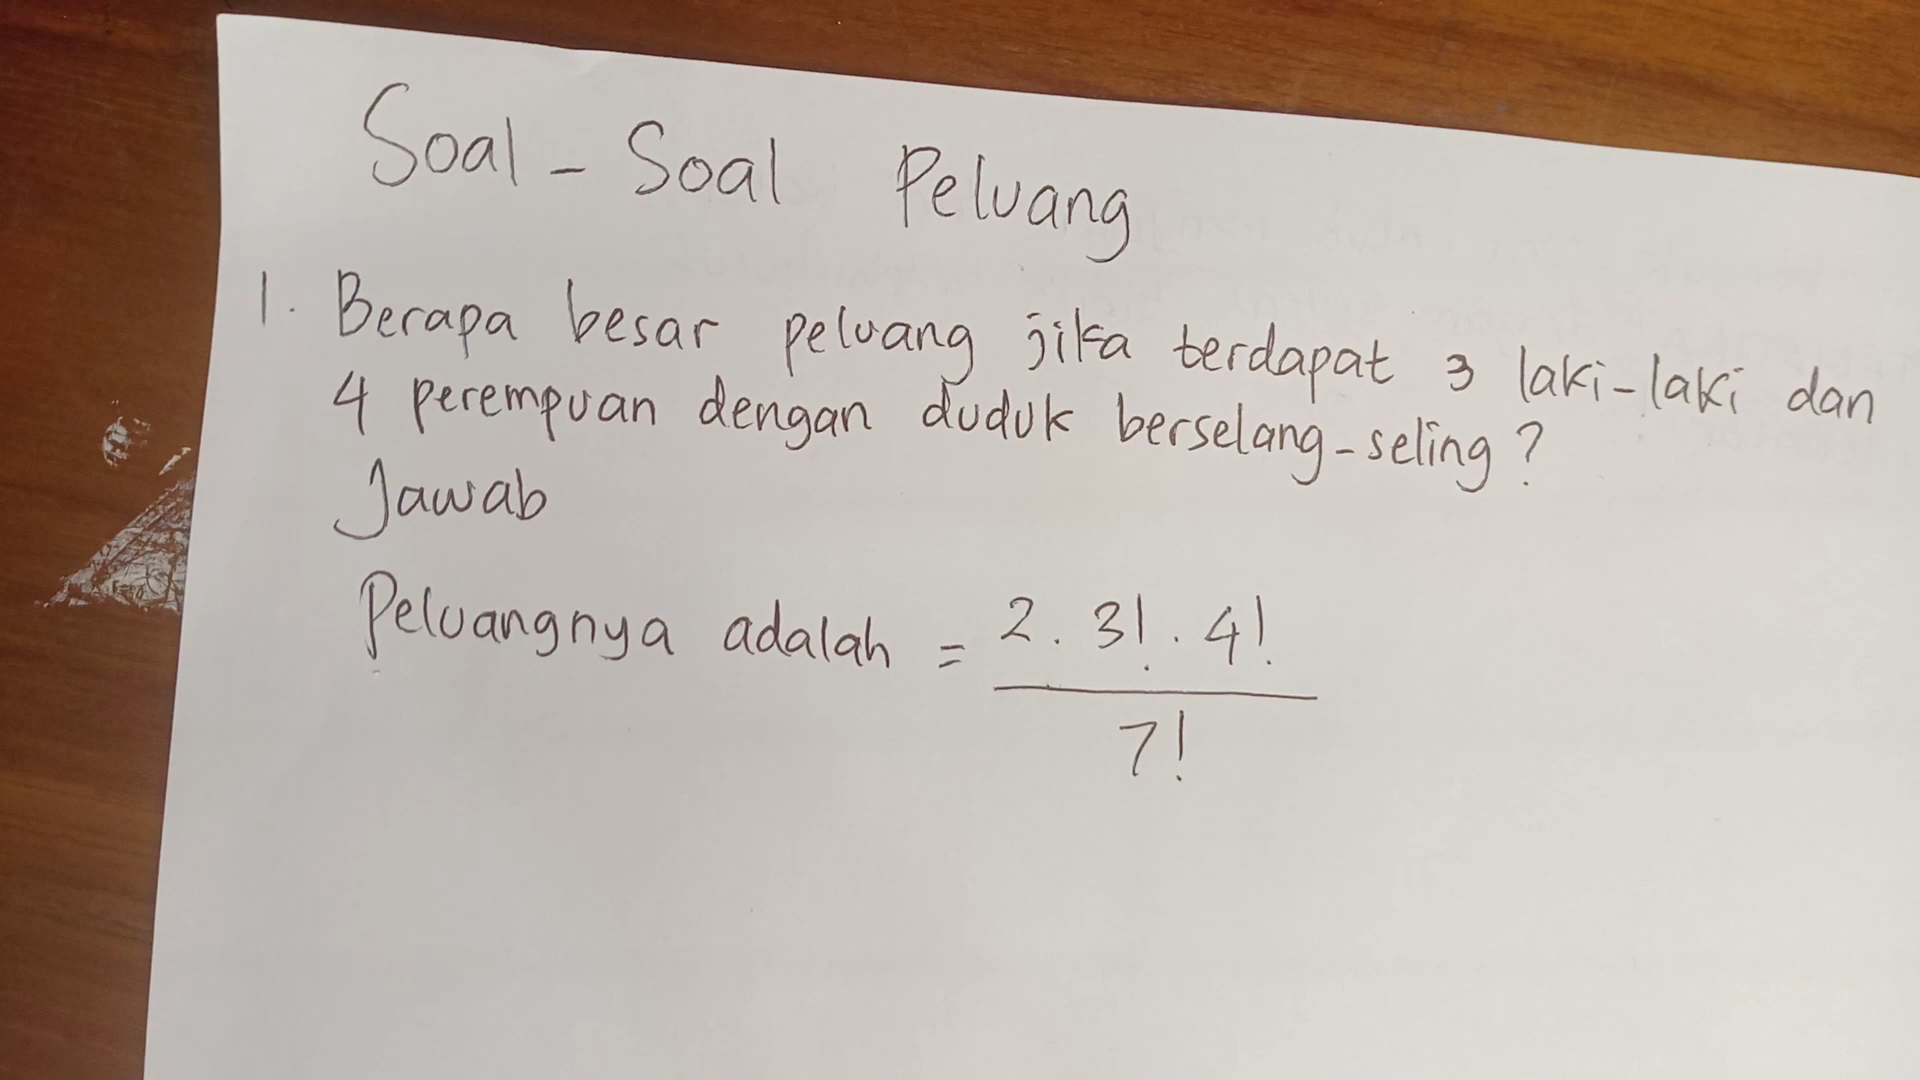 Soal - Soal Peluang
1. Berapa besar peluang jika terdapat 3 laki-laki dan
4 perempuan dengan duduk berselang-seling?
Jawab
Peluangnya adalah = 2 . 3! . 4!
7!